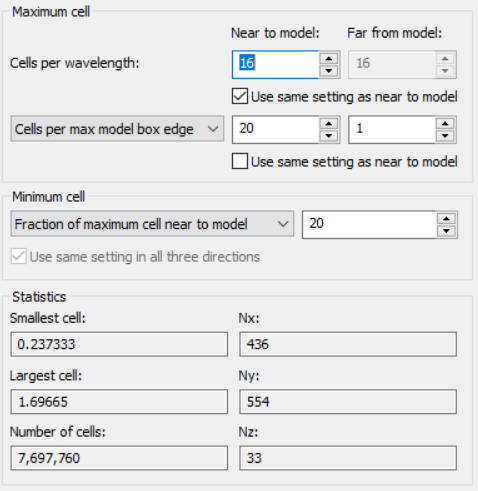 Maximum cell
Near to model: Far from model:
Cells per wavelength: 16 16
Use same setting as near to model
Cells per max model box edge 20 1
Use same setting as near to model
Minimum cell
Fraction of maximum cell near to model 20
Use same setting in all three directions
Statistics
Smallest cell: Nx:
0.237333 436
Largest cell: Ny:
1.69665 554
Number of cells: Nz:
7,697,760 33